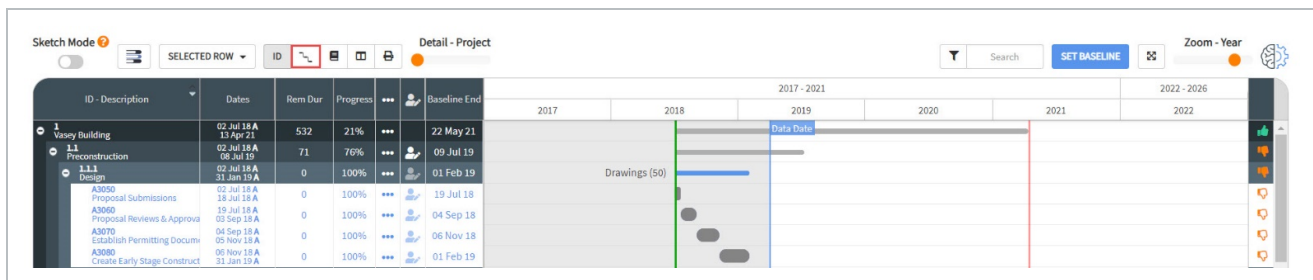 Sketch Mode ?
SELECTED ROW
ID
Detail - Project
Search
SET BASELINE
Zoom - Year
ID - Description
Dates
Rem Dur
Progress
•••
Baseline End
2017 - 2021
2022 - 2026
2017
2018
2019
2020
2021
2022
1
Vasey Building
02 Jul 18 A
13 Apr 21
532
21%
•••
22 May 21
Data Date
1.1
Preconstruction
02 Jul 18 A
08 Jul 19
71
76%
•••
09 Jul 19
1.1.1
Design
02 Jul 18 A
31 Jan 19 A
0
100%
•••
01 Feb 19
Drawings (50)
A3050
Proposal Submissions
02 Jul 18 A
18 Jul 18 A
0
100%
•••
19 Jul 18
A3060
Proposal Reviews & Approva
19 Jul 18 A
03 Sep 18 A
0
100%
•••
04 Sep 18
A3070
Establish Permitting Docum
04 Sep 18 A
05 Nov 18 A
0
100%
•••
06 Nov 18
A3080
Create Early Stage Construct
06 Nov 18 A
31 Jan 19 A
0
100%
•••
01 Feb 19